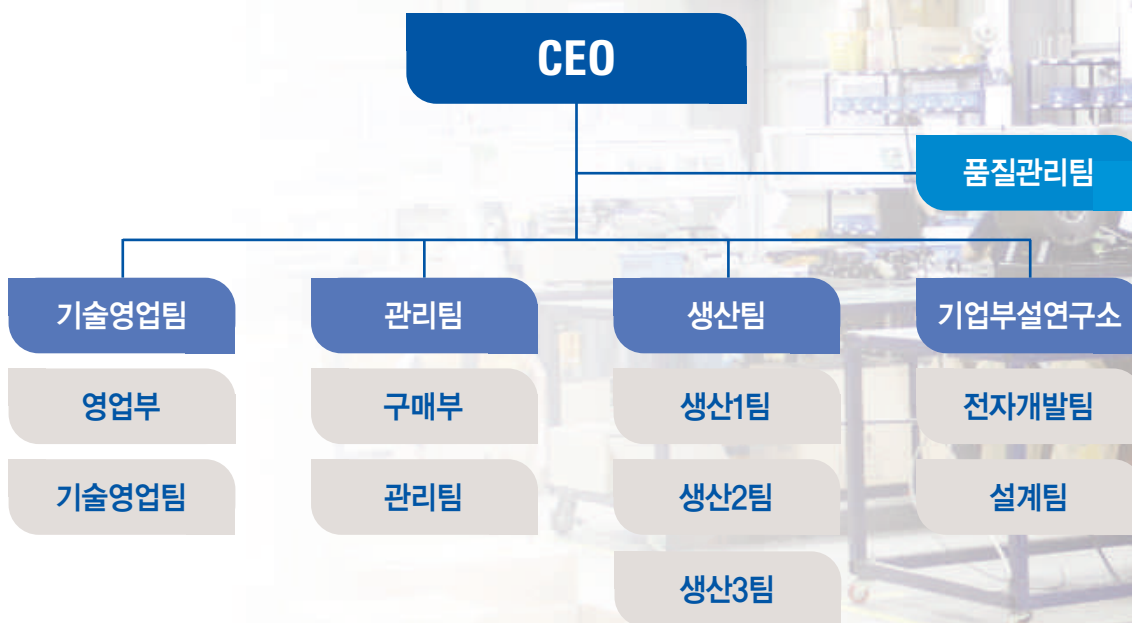 CEO
품질관리팀
기술영업팀 관리팀 생산팀 기업부설연구소
영업부 구매부 생산1팀 전자개발팀
기술영업팀 관리팀 생산2팀 설계팀
생산3팀